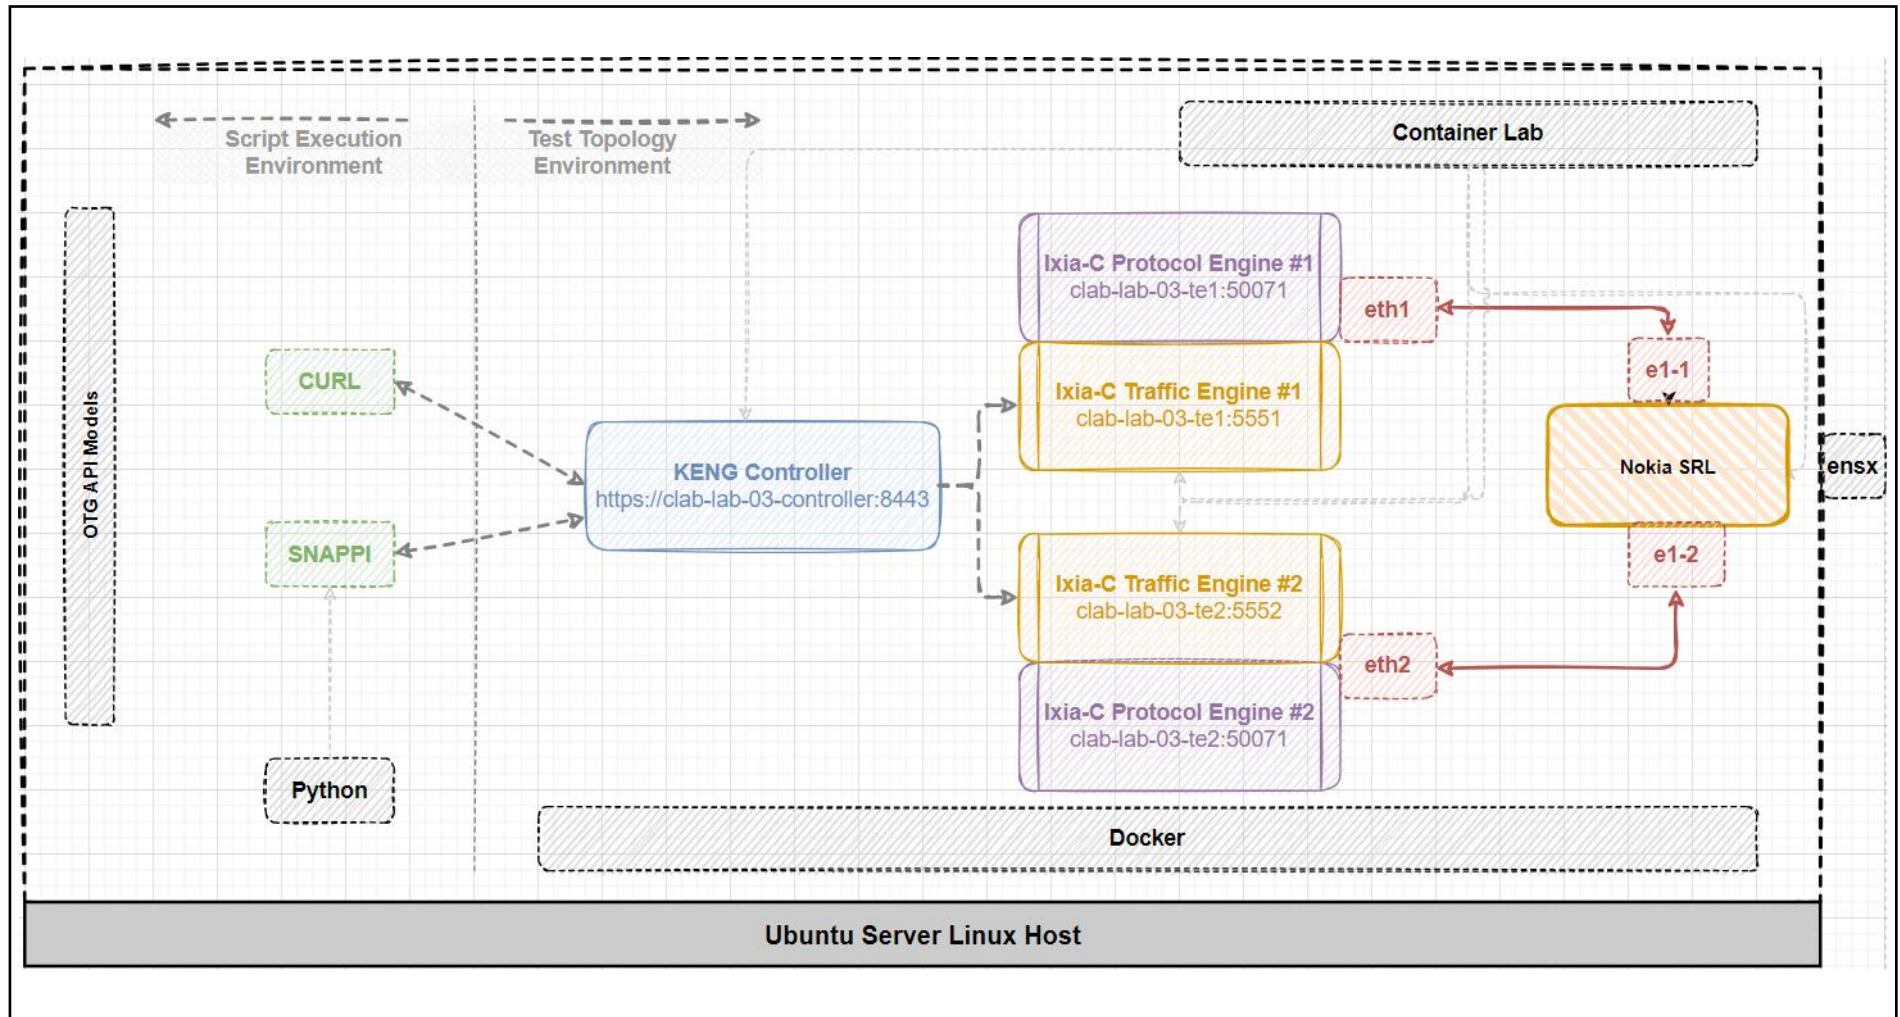 Script Execution
Environment
Test Topology
Environment
Container Lab
OTG API Models
Ixia-C Protocol Engine #1
clab-lab-03-te1:50071
eth1
e1-1
CURL
Ixia-C Traffic Engine #1
clab-lab-03-te1:5551
KENG Controller
https://clab-lab-03-controller:8443
Nokia SRL
ensx
SNAPPI
Ixia-C Traffic Engine #2
clab-lab-03-te2:5552
e1-2
eth2
Ixia-C Protocol Engine #2
clab-lab-03-te2:50071
Python
Docker
Ubuntu Server Linux Host